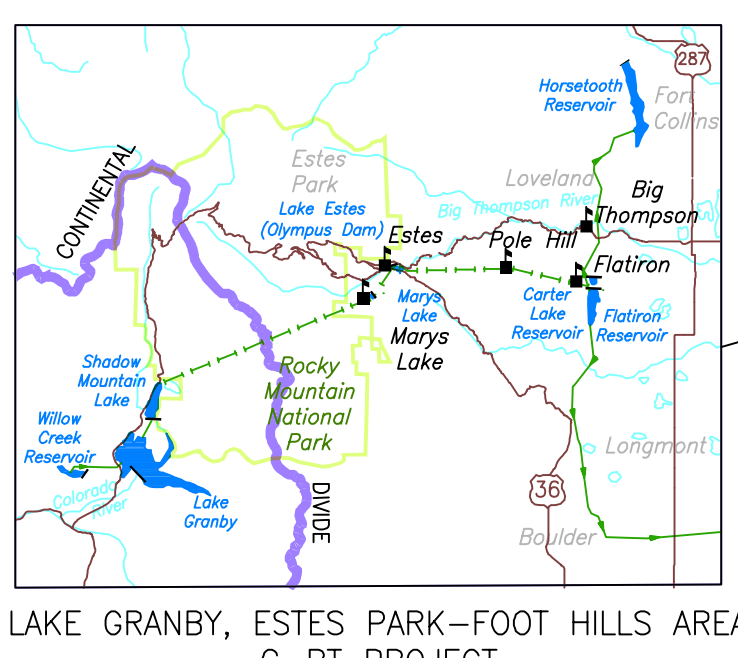 287
Horsetooth
Reservoir
Fort
Collins
CONTINENTAL
Estes
Park
Loveland
Big
Thompson
Big Thompson River
Lake Estes
(Olympus Dam)
Estes
Pole Hill
Flatiron
Marys
Lake
Carter
Lake
Reservoir
Flatiron
Reservoir
Marys
Lake
Shadow
Mountain
Lake
Rocky
Mountain
National
Park
Willow
Creek
Reservoir
Longmont
Colorado
River
Lake
Granby
DIVIDE
36
Boulder
LAKE GRANBY, ESTES PARK-FOOT HILLS AREA